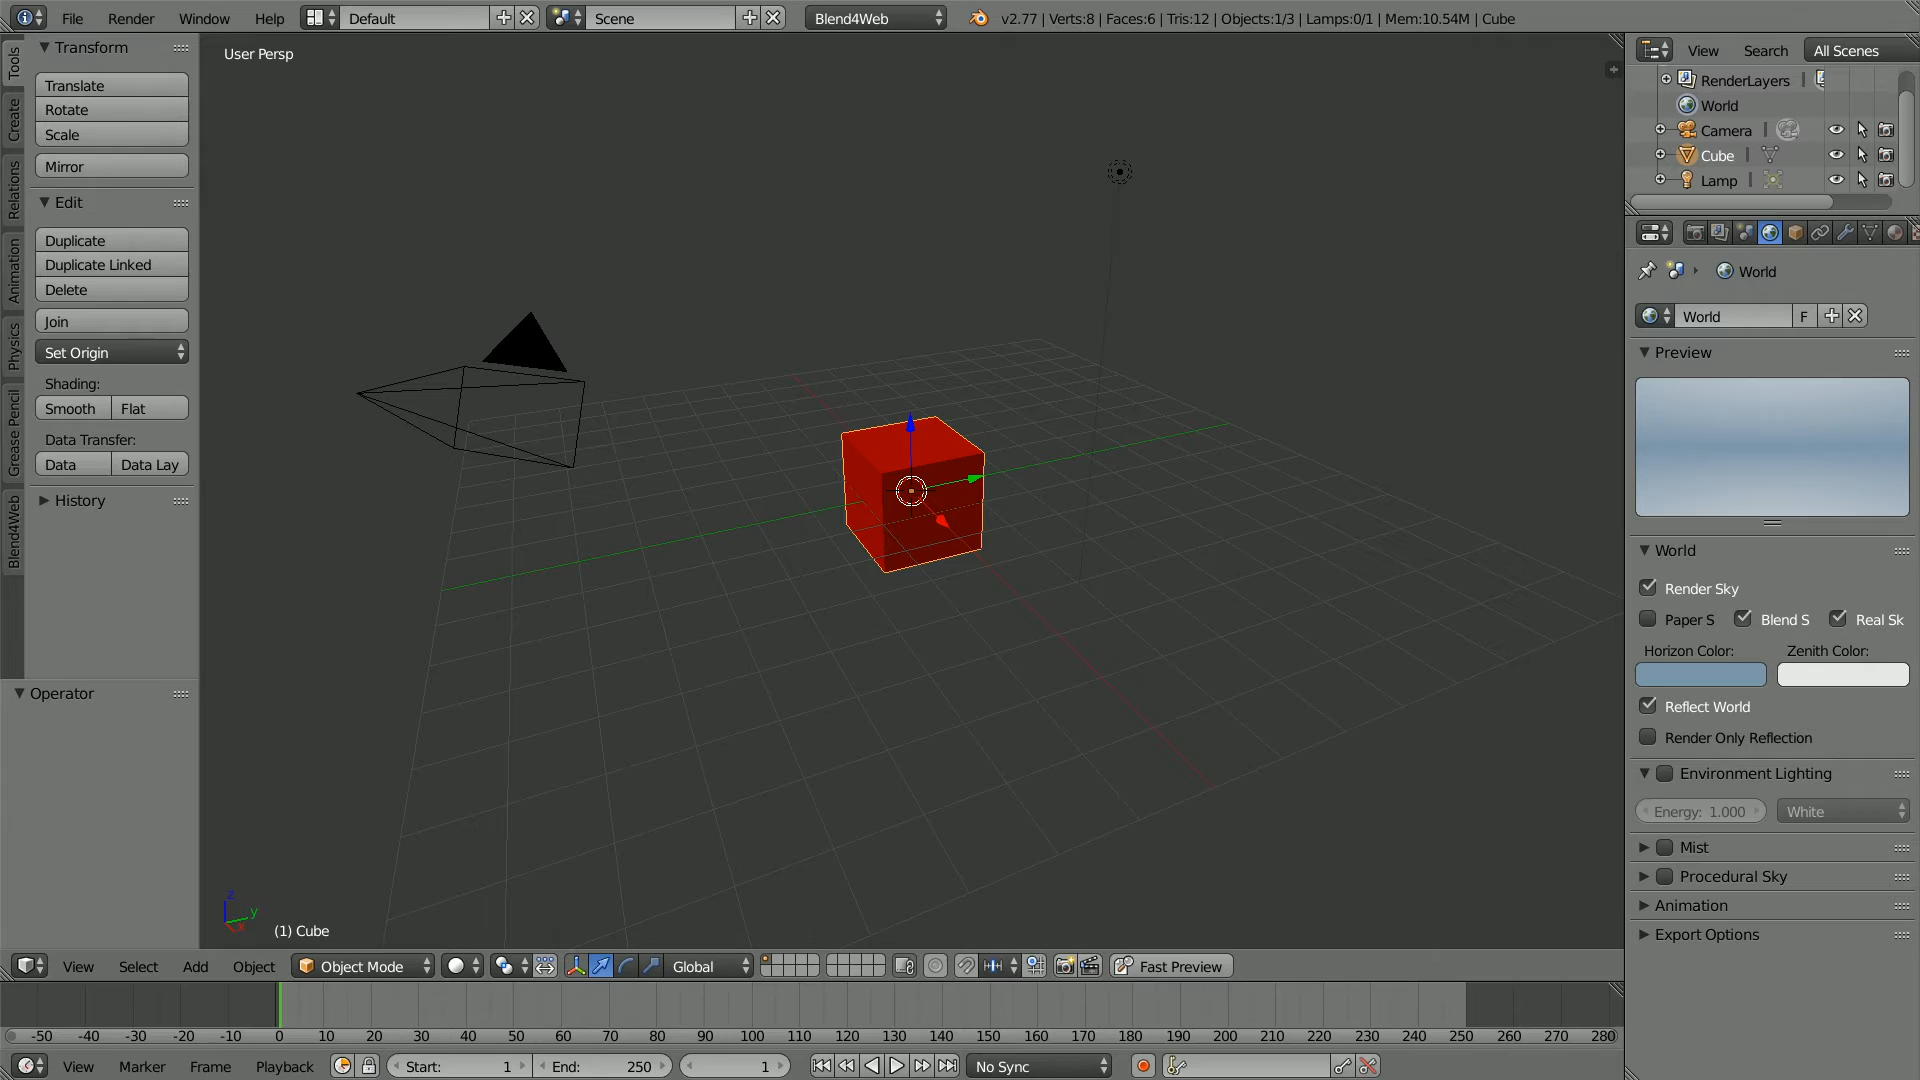 File Render Window Help Default Scene Blend4Web v2.77 | Verts:8 | Faces:6 | Tris:12 | Objects:1/3 | Lamps:0/1 | Mem:10.54M | Cube
Tools
Create
Relations
Animation
Physics
Grease Pencil
Blend4Web
Transform
Translate
Rotate
Scale
Mirror
Edit
Duplicate
Duplicate Linked
Delete
Join
Set Origin
Shading:
Smooth Flat
Data Transfer:
Data Data Lay
History
Operator
User Persp
z
y
x
(1) Cube
View Search All Scenes
RenderLayers
World
Camera
Cube
Lamp
World
World F
Preview
World
Render Sky
Paper S Blend S Real Sk
Horizon Color: Zenith Color:
Reflect World
Render Only Reflection
Environment Lighting
Energy: 1.000 White
Mist
Procedural Sky
Animation
Export Options
View Select Add Object Object Mode Global Fast Preview
-50 -40 -30 -20 -10 0 10 20 30 40 50 60 70 80 90 100 110 120 130 140 150 160 170 180 190 200 210 220 230 240 250 260 270 280
View Marker Frame Playback Start: 1 End: 250 1 No Sync